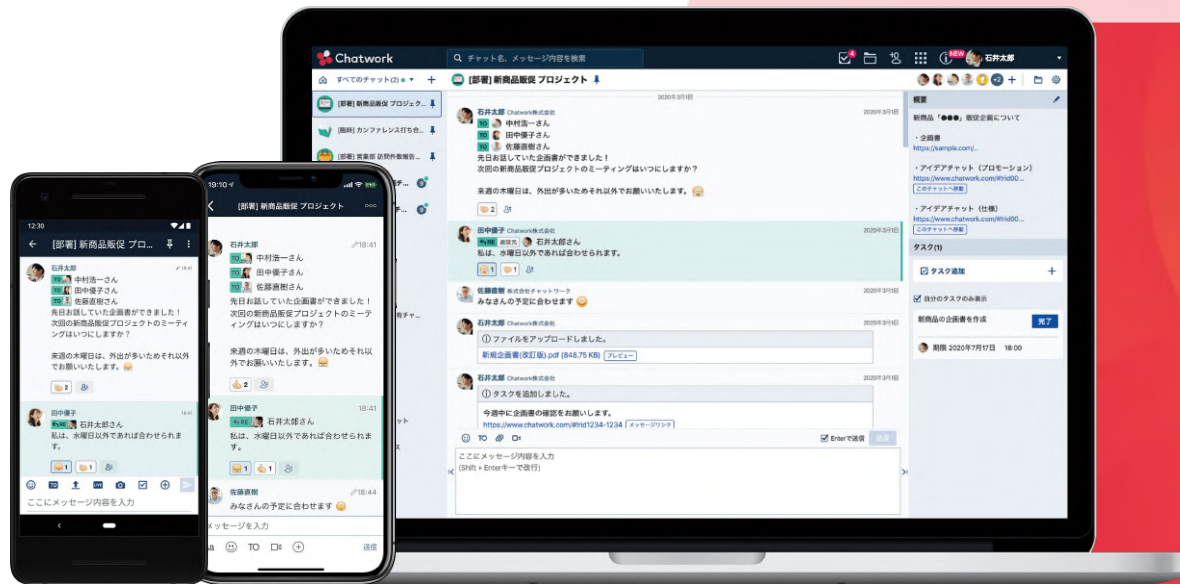 Chatwork
チャット名、メッセージ内容を検索
4
NEW
石井太郎
すべてのチャット(2)
[部署] 新商品販促 プロジェクト
+2
[部署] 新商品販促 プロジェク...
[臨時] カンファレンス打ち合...
[部署] 営業部 訪問件数報告...
2020年3月1日
石井太郎 Chatwork株式会社
2020年3月1日
TO 中村浩一さん
TO 田中優子さん
TO 佐藤直樹さん
先日お話していた企画書ができました！
次回の新商品販促プロジェクトのミーティングはいつにしますか？
来週の木曜日は、外出が多いためそれ以外でお願いいたします。
2
田中優子 Chatwork株式会社
2020年3月1日
RE 返信元 石井太郎さん
私は、水曜日以外であれば合わせられます。
1 1
佐藤直樹 株式会社チャットワーク
2020年3月1日
みなさんの予定に合わせます
石井太郎 Chatwork株式会社
2020年3月1日
ファイルをアップロードしました。
新規企画書(改訂版).pdf (848.75 KB) プレビュー
石井太郎 Chatwork株式会社
2020年3月1日
タスクを追加しました。
今週中に企画書の確認をお願いします。
https://www.chatwork.com/#!rid1234-1234 メッセージリンク
TO
Enterで送信
送信
ここにメッセージ内容を入力
(Shift + Enterキーで改行)
概要
新商品「●●●」販促企画について
・企画書
https://sample.com/...
・アイデアチャット（プロモーション）
https://www.chatwork.com/#!rid00...
このチャットへ移動
・アイデアチャット（仕様）
https://www.chatwork.com/#!rid00...
このチャットへ移動
タスク(1)
タスク追加
自分のタスクのみ表示
新商品の企画書を作成
完了
期限 2020年7月17日 18:00
12:30
[部署] 新商品販促 プロ...
石井太郎
18:41
TO 中村浩一さん
TO 田中優子さん
TO 佐藤直樹さん
先日お話していた企画書ができました！
次回の新商品販促プロジェクトのミーティ
ングはいつにしますか？
来週の木曜日は、外出が多いためそれ以外
でお願いいたします。
2
田中優子
18:41
RE 石井太郎さん
私は、水曜日以外であれば合わせられま
す。
1 1
TO
LIVE
ここにメッセージ内容を入力
19:10
[部署] 新商品販促 プロジェクト
石井太郎
18:41
TO 中村浩一さん
TO 田中優子さん
TO 佐藤直樹さん
先日お話していた企画書ができました！
次回の新商品販促プロジェクトのミーテ
ィングはいつにしますか？
来週の木曜日は、外出が多いためそれ以
外でお願いいたします。
2
田中優子
18:41
RE 石井太郎さん
私は、水曜日以外であれば合わせられま
す。
1 1
佐藤直樹
18:44
みなさんの予定に合わせます
メッセージを入力
Aa
TO
送信